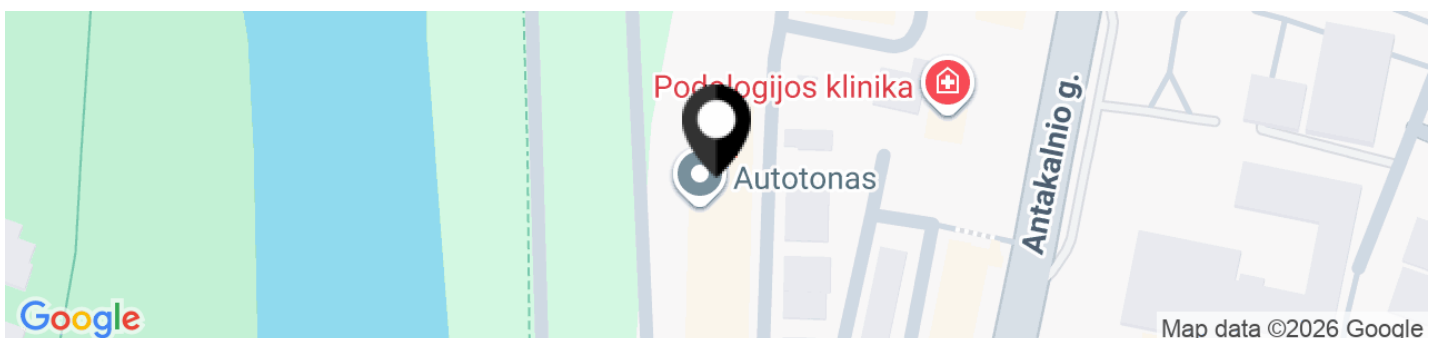 Podologijos klinika
Antakalnio g.
Autotonas
Google
Map data ©2026 Google